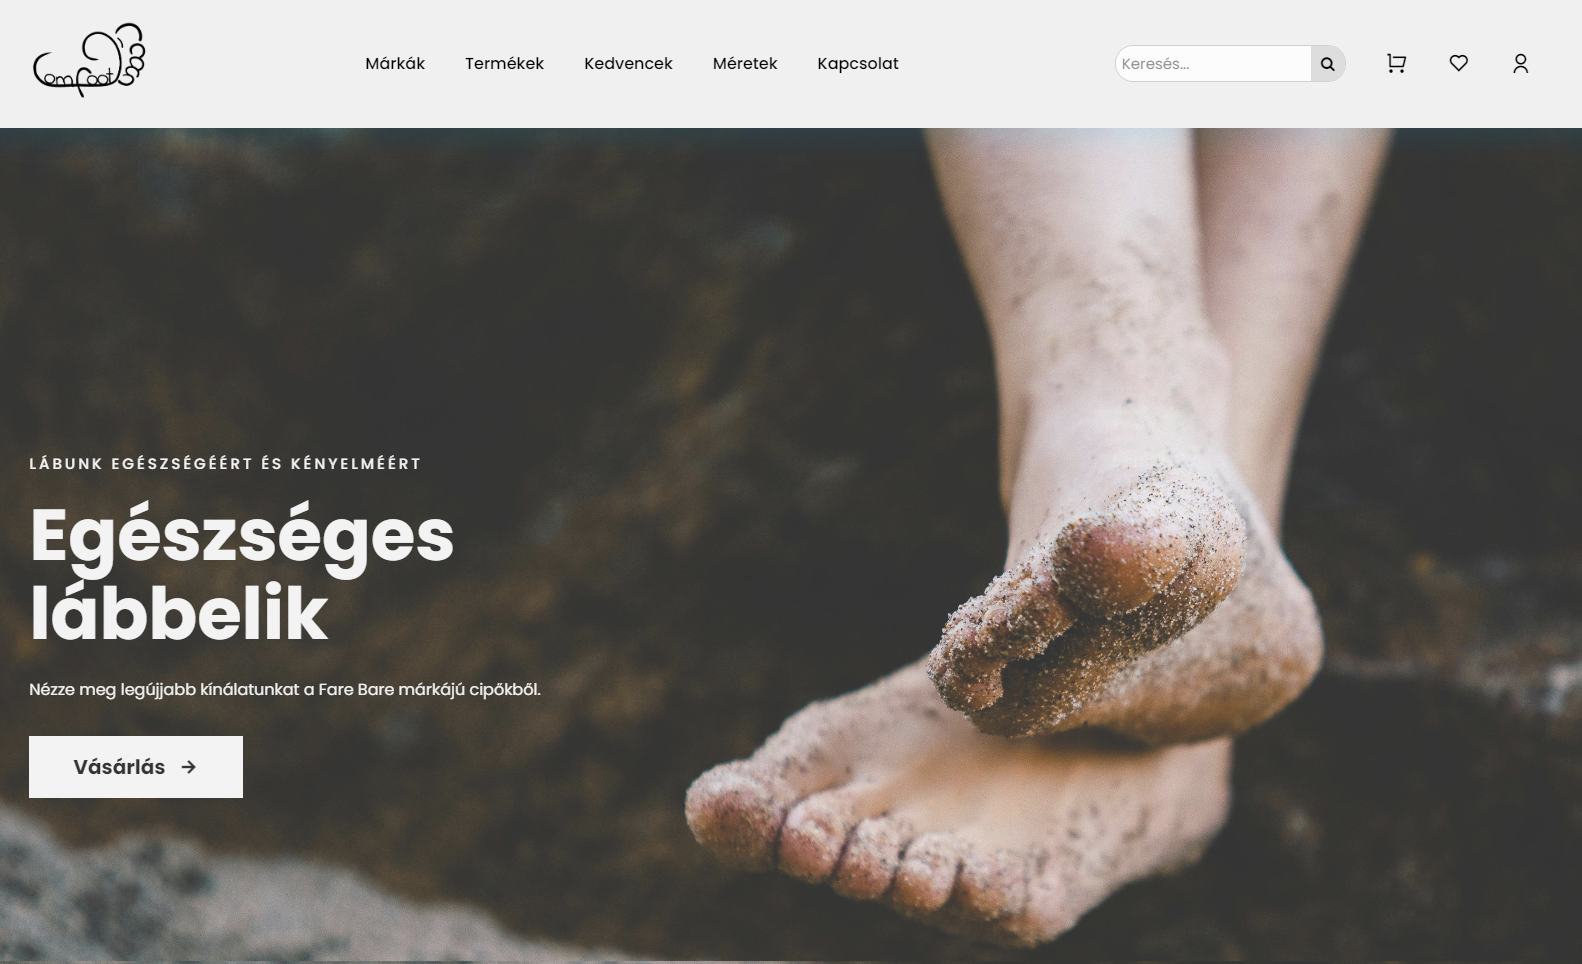 Comfoot
Márkák
Termékek
Kedvencek
Méretek
Kapcsolat
Keresés...
LÁBUNK EGÉSZSÉGÉÉRT ÉS KÉNYELMÉÉRT
Egészséges
lábbelik
Nézze meg legújjabb kínálatunkat a Fare Bare márkájú cipőkből.
Vásárlás →